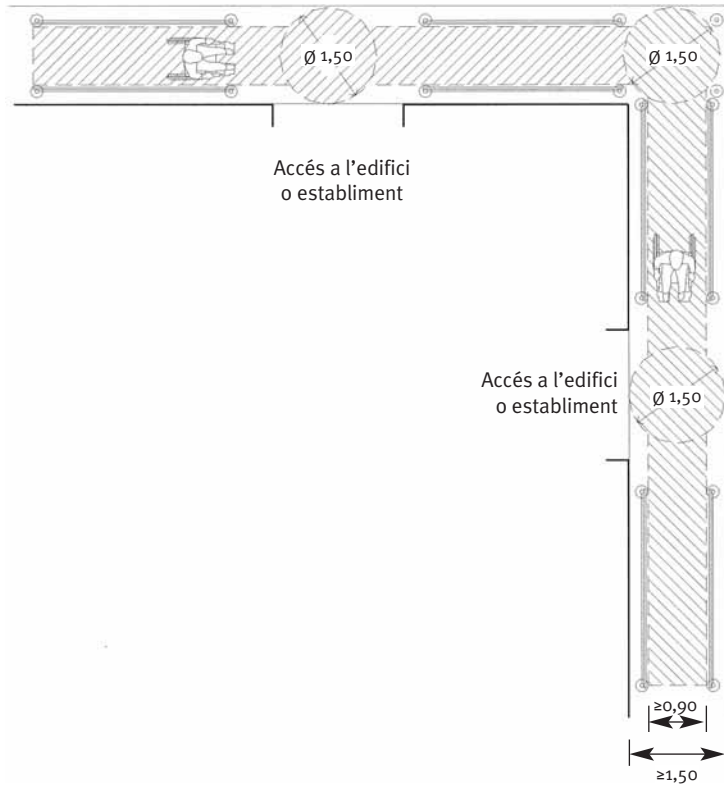 Ø 1,50
Ø 1,50
Accés a l’edifici
o establiment
Accés a l’edifici
o establiment
Ø 1,50
≥0,90
≥1,50